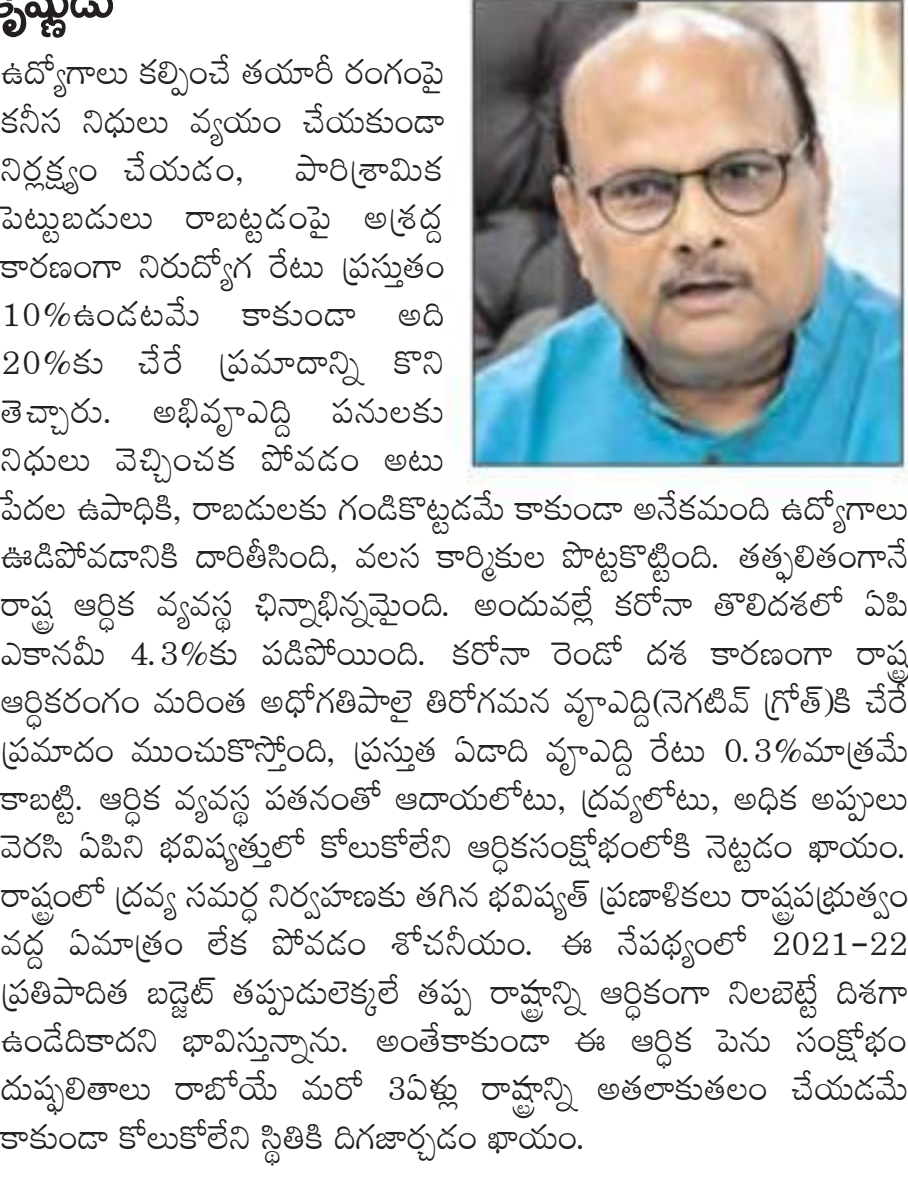 కృష్ణుడు
ఉద్యోగాలు కల్పించే తయారీ రంగంపై
కనీస నిధులు వ్యయం చేయకుండా
నిర్లక్ష్యం చేయడం, పారిశ్రామిక
పెట్టుబడులు రాబట్టడంపై అశ్రద్ద
కారణంగా నిరుద్యోగ రేటు ప్రస్తుతం
10%ఉండటమే కాకుండా అది
20%కు చేరే ప్రమాదాన్ని కొని
తెచ్చారు. అభివృాఎద్ది పనులకు
నిధులు వెచ్చించక పోవడం అటు
పేదల ఉపాధికి, రాబడులకు గండికొట్టడమే కాకుండా అనేకమంది ఉద్యోగాలు
ఊడిపోవడానికి దారితీసింది, వలస కార్మికుల పొట్టకొట్టింది. తత్ఫలితంగానే
రాష్ట్ర ఆర్ధిక వ్యవస్థ ఛిన్నాభిన్నమైంది. అందువల్లే కరోనా తొలిదశలో ఏపి
ఎకానమీ 4.3%కు పడిపోయింది. కరోనా రెండో దశ కారణంగా రాష్ట్ర
ఆర్ధికరంగం మరింత అధోగతిపాలై తిరోగమన వృాఎద్ది(నెగటివ్ గ్రోత్)కి చేరే
ప్రమాదం ముంచుకొస్తోంది, ప్రస్తుత ఏడాది వృాఎద్ది రేటు 0.3%మాత్రమే
కాబట్టి. ఆర్ధిక వ్యవస్థ పతనంతో ఆదాయలోటు, ద్రవ్యలోటు, అధిక అప్పులు
వెరసి ఏపిని భవిష్యత్తులో కోలుకోలేని ఆర్ధికసంక్షోభంలోకి నెట్టడం ఖాయం.
రాష్ట్రంలో ద్రవ్య సమర్ధ నిర్వహణకు తగిన భవిష్యత్ ప్రణాళికలు రాష్ట్రప్రభుత్వం
వద్ద ఏమాత్రం లేక పోవడం శోచనీయం. ఈ నేపథ్యంలో 2021-22
ప్రతిపాదిత బడ్జెట్ తప్పుడులెక్కలే తప్ప రాష్ట్రాన్ని ఆర్ధికంగా నిలబెట్టే దిశగా
ఉండేదికాదని భావిస్తున్నాను. అంతేకాకుండా ఈ ఆర్ధిక పెను సంక్షోభం
దుష్ఫలితాలు రాబోయే మరో 3ఏళ్లు రాష్ట్రాన్ని అతలాకుతలం చేయడమే
కాకుండా కోలుకోలేని స్థితికి దిగజార్చడం ఖాయం.